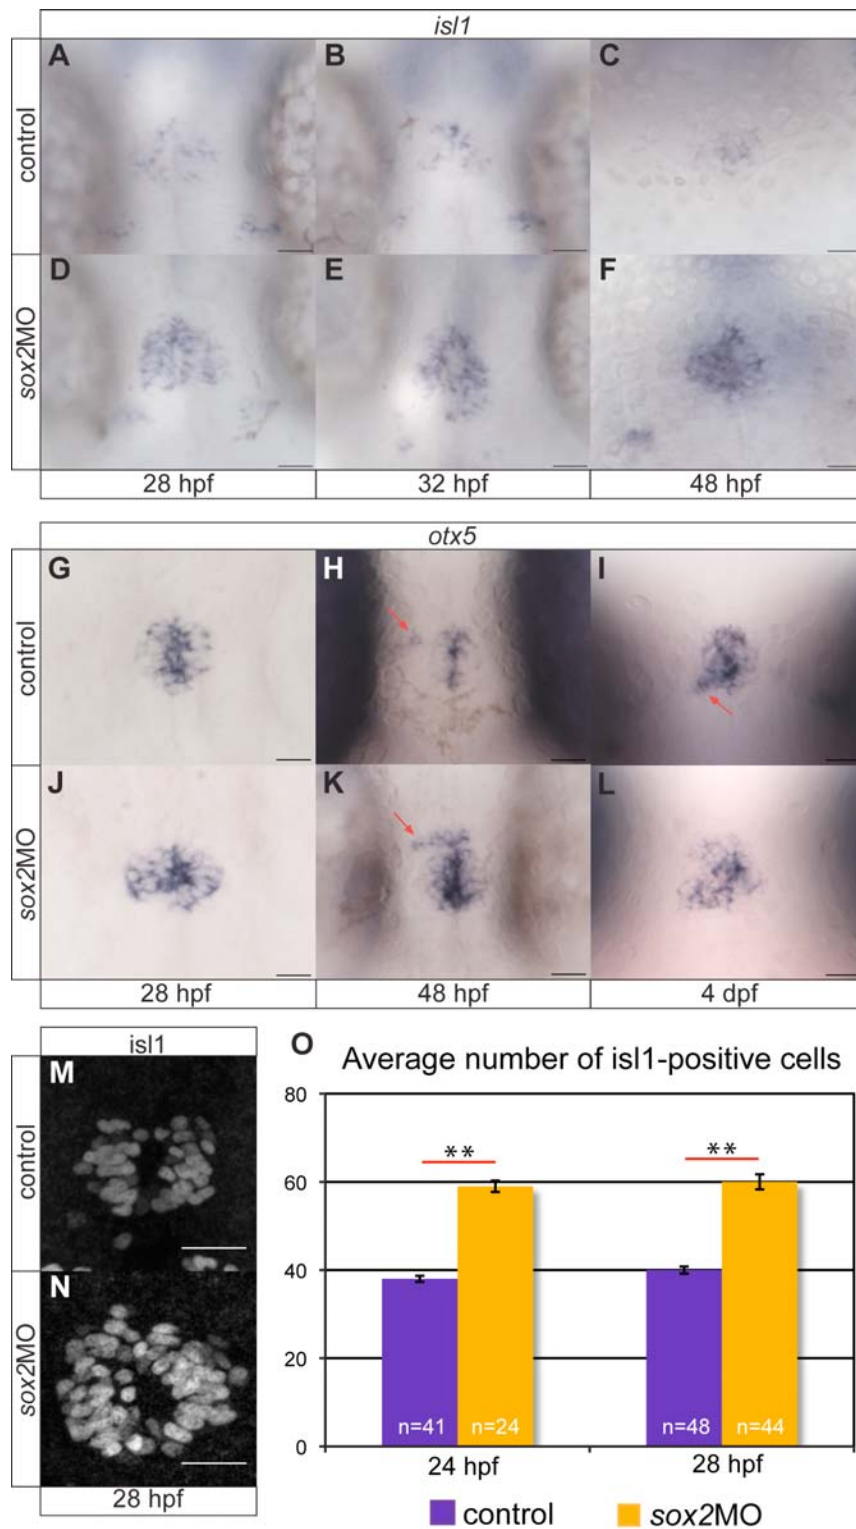 isl1
control
A
B
C
sox2MO
D
E
F
28 hpf
32 hpf
48 hpf
otx5
control
G
H
I
sox2MO
J
K
L
28 hpf
48 hpf
4 dpf
isl1
control
M
sox2MO
N
28 hpf
O
Average number of isl1-positive cells
80
60
40
20
0
**
**
n=41
n=24
n=48
n=44
24 hpf
28 hpf
control
sox2MO